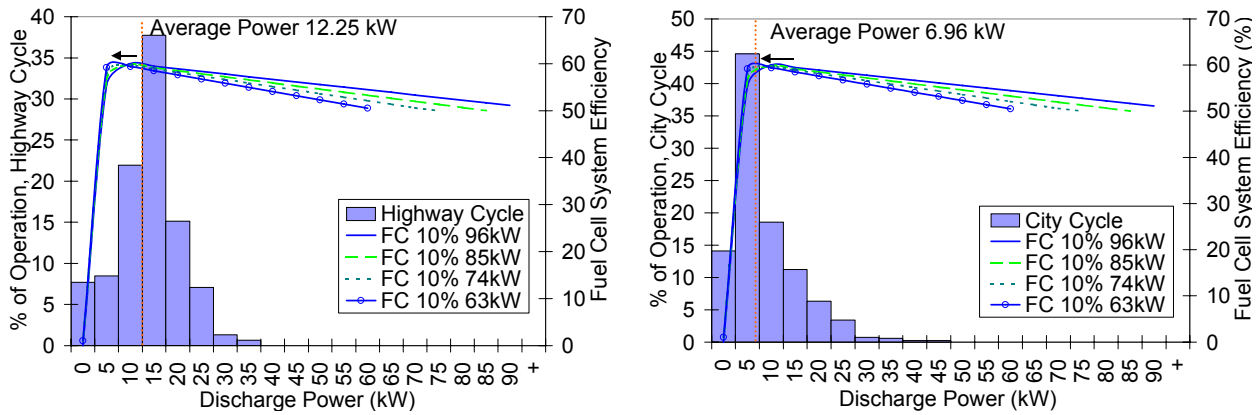 Average Power 12.25 kW
% of Operation, Highway Cycle
40
35
30
25
20
15
10
5
0
70
60
50
40
30
20
10
0
Fuel Cell System Efficiency
Highway Cycle
FC 10% 96kW
FC 10% 85kW
FC 10% 74kW
FC 10% 63kW
0 5 10 15 20 25 30 35 40 45 50 55 60 65 70 75 80 85 90 +
Discharge Power (kW)
Average Power 6.96 kW
% of Operation, City Cycle
50
45
40
35
30
25
20
15
10
5
0
70
60
50
40
30
20
10
0
Fuel Cell System Efficiency (%)
City Cycle
FC 10% 96kW
FC 10% 85kW
FC 10% 74kW
FC 10% 63kW
0 5 10 15 20 25 30 35 40 45 50 55 60 65 70 75 80 85 90 +
Discharge Power (kW)